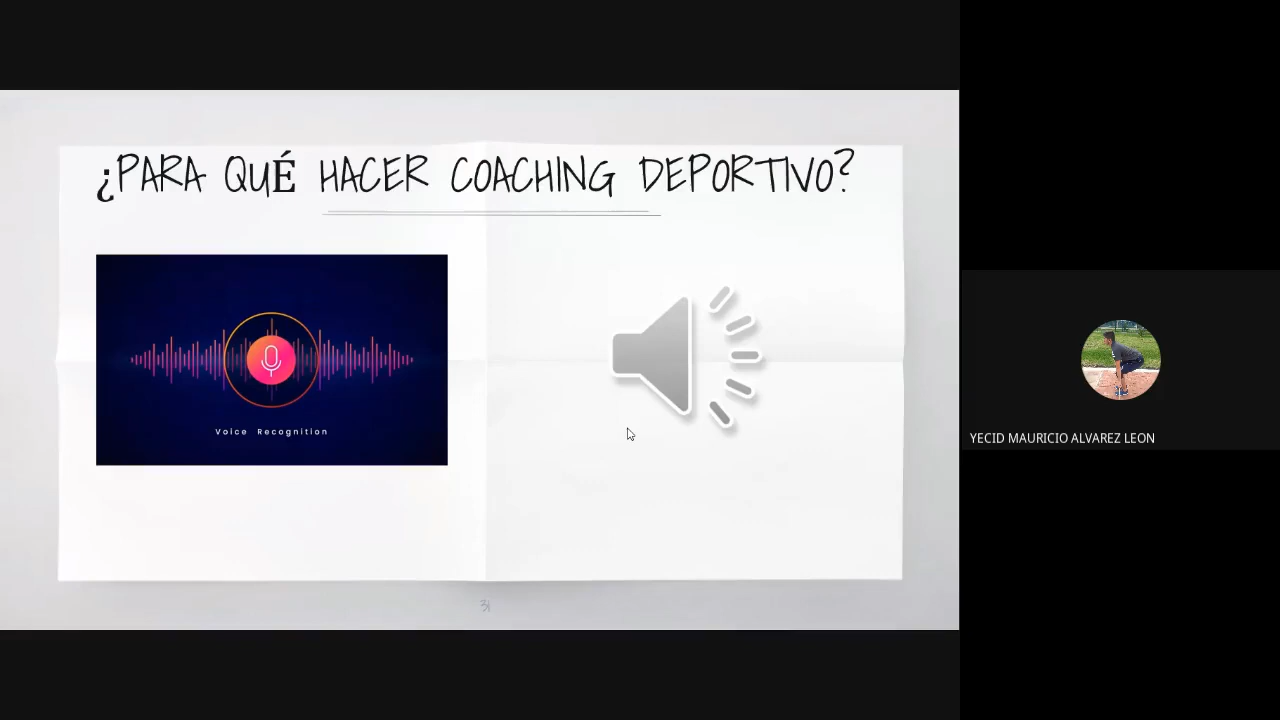 ¿PARA QUÉ HACER COACHING DEPORTIVO?
Voice Recognition
YECID MAURICIO ALVAREZ LEON